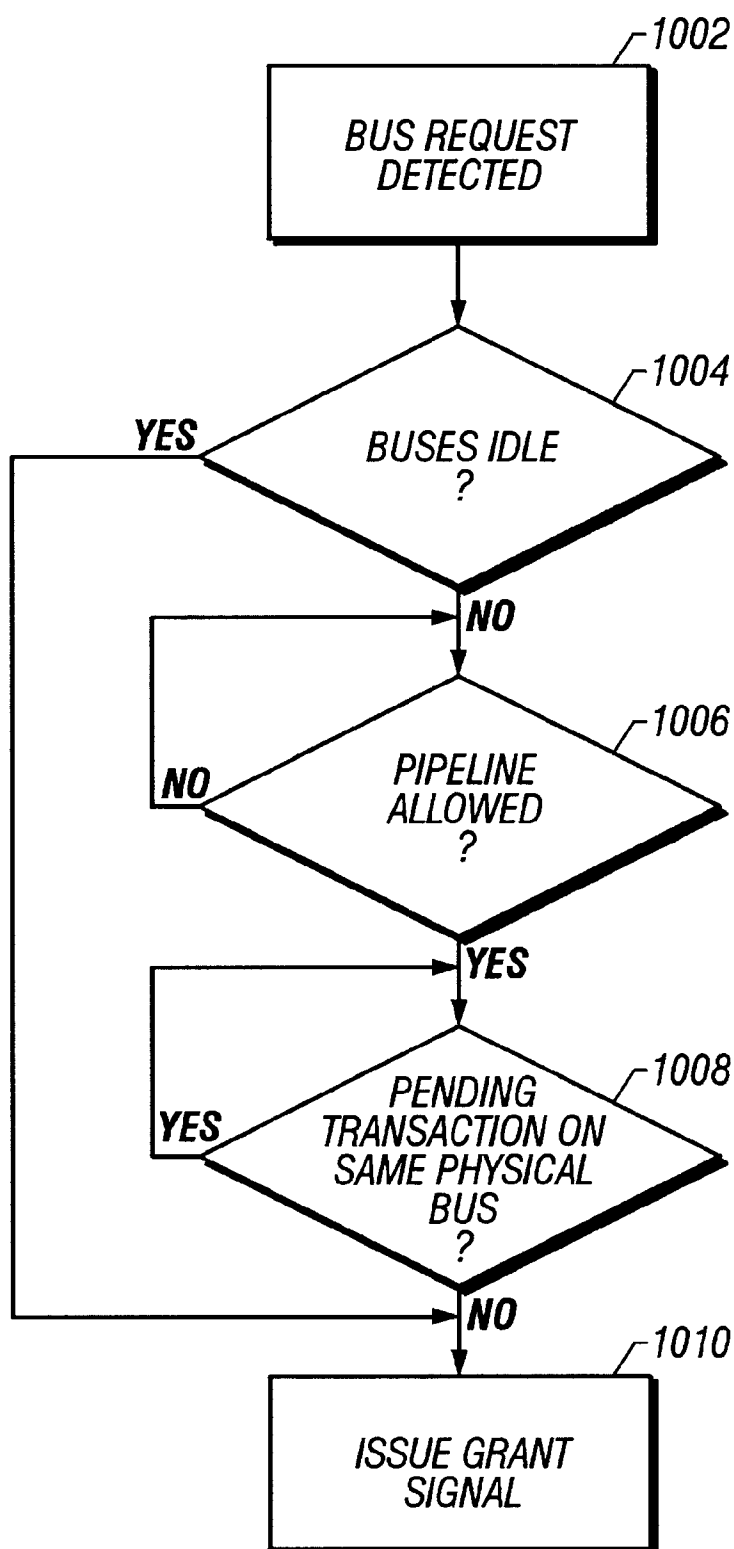 1002
BUS REQUEST
DETECTED
1004
YES
BUSES IDLE
?
NO
1006
NO
PIPELINE
ALLOWED
?
YES
1008
YES
PENDING
TRANSACTION ON
SAME PHYSICAL
BUS
?
NO
1010
ISSUE GRANT
SIGNAL